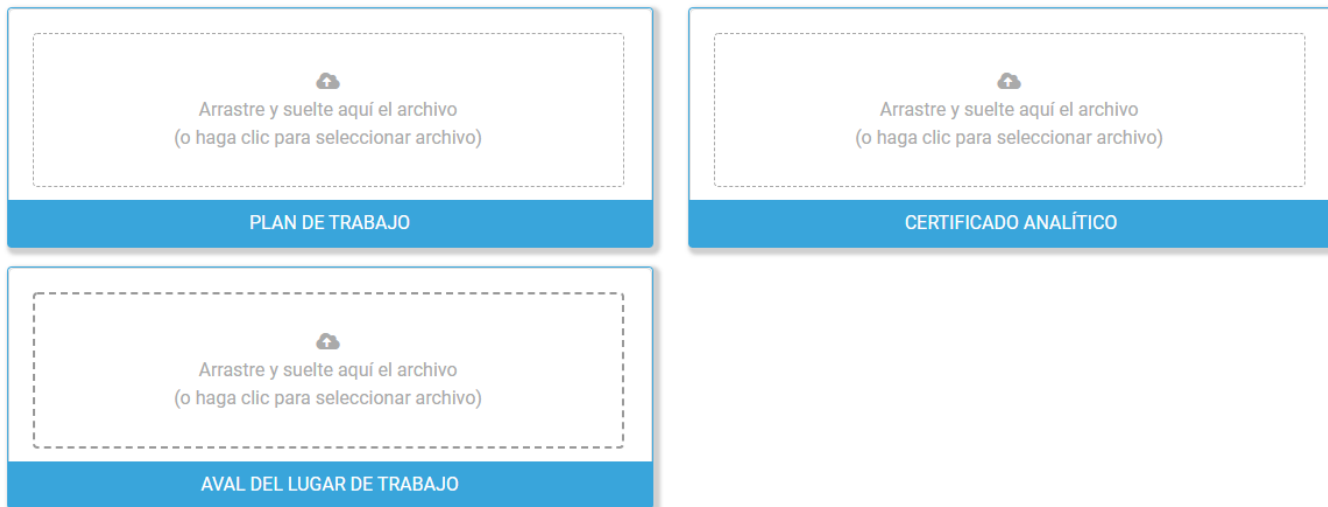 Arrastre y suelte aquí el archivo
(o haga clic para seleccionar archivo)
PLAN DE TRABAJO
Arrastre y suelte aquí el archivo
(o haga clic para seleccionar archivo)
CERTIFICADO ANALÍTICO
Arrastre y suelte aquí el archivo
(o haga clic para seleccionar archivo)
AVAL DEL LUGAR DE TRABAJO